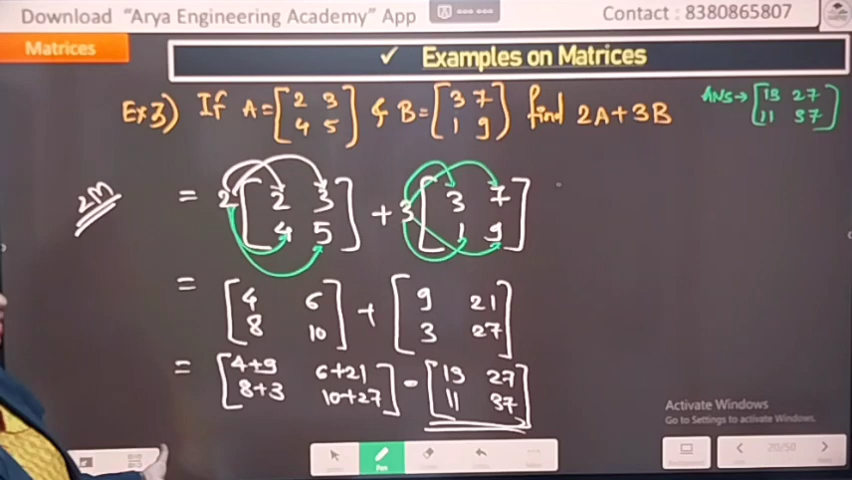 Download "Arya Engineering Academy" App
Contact : 8380865807
Matrices
✓ Examples on Matrices
Ex 3) If A = [2 3 & B = [3 7 find 2A + 3B
4 5] 1 9]
ANS → [13 27
11 37]
2M
= 2 [2 3 + 3 [3 7
4 5] 1 9]
= [4 6 + [9 21
8 10] 3 27]
= [4+9 6+21 = [13 27
8+3 10+27] 11 37]
Activate Windows
Go to Settings to activate Windows.
Pen
20/50